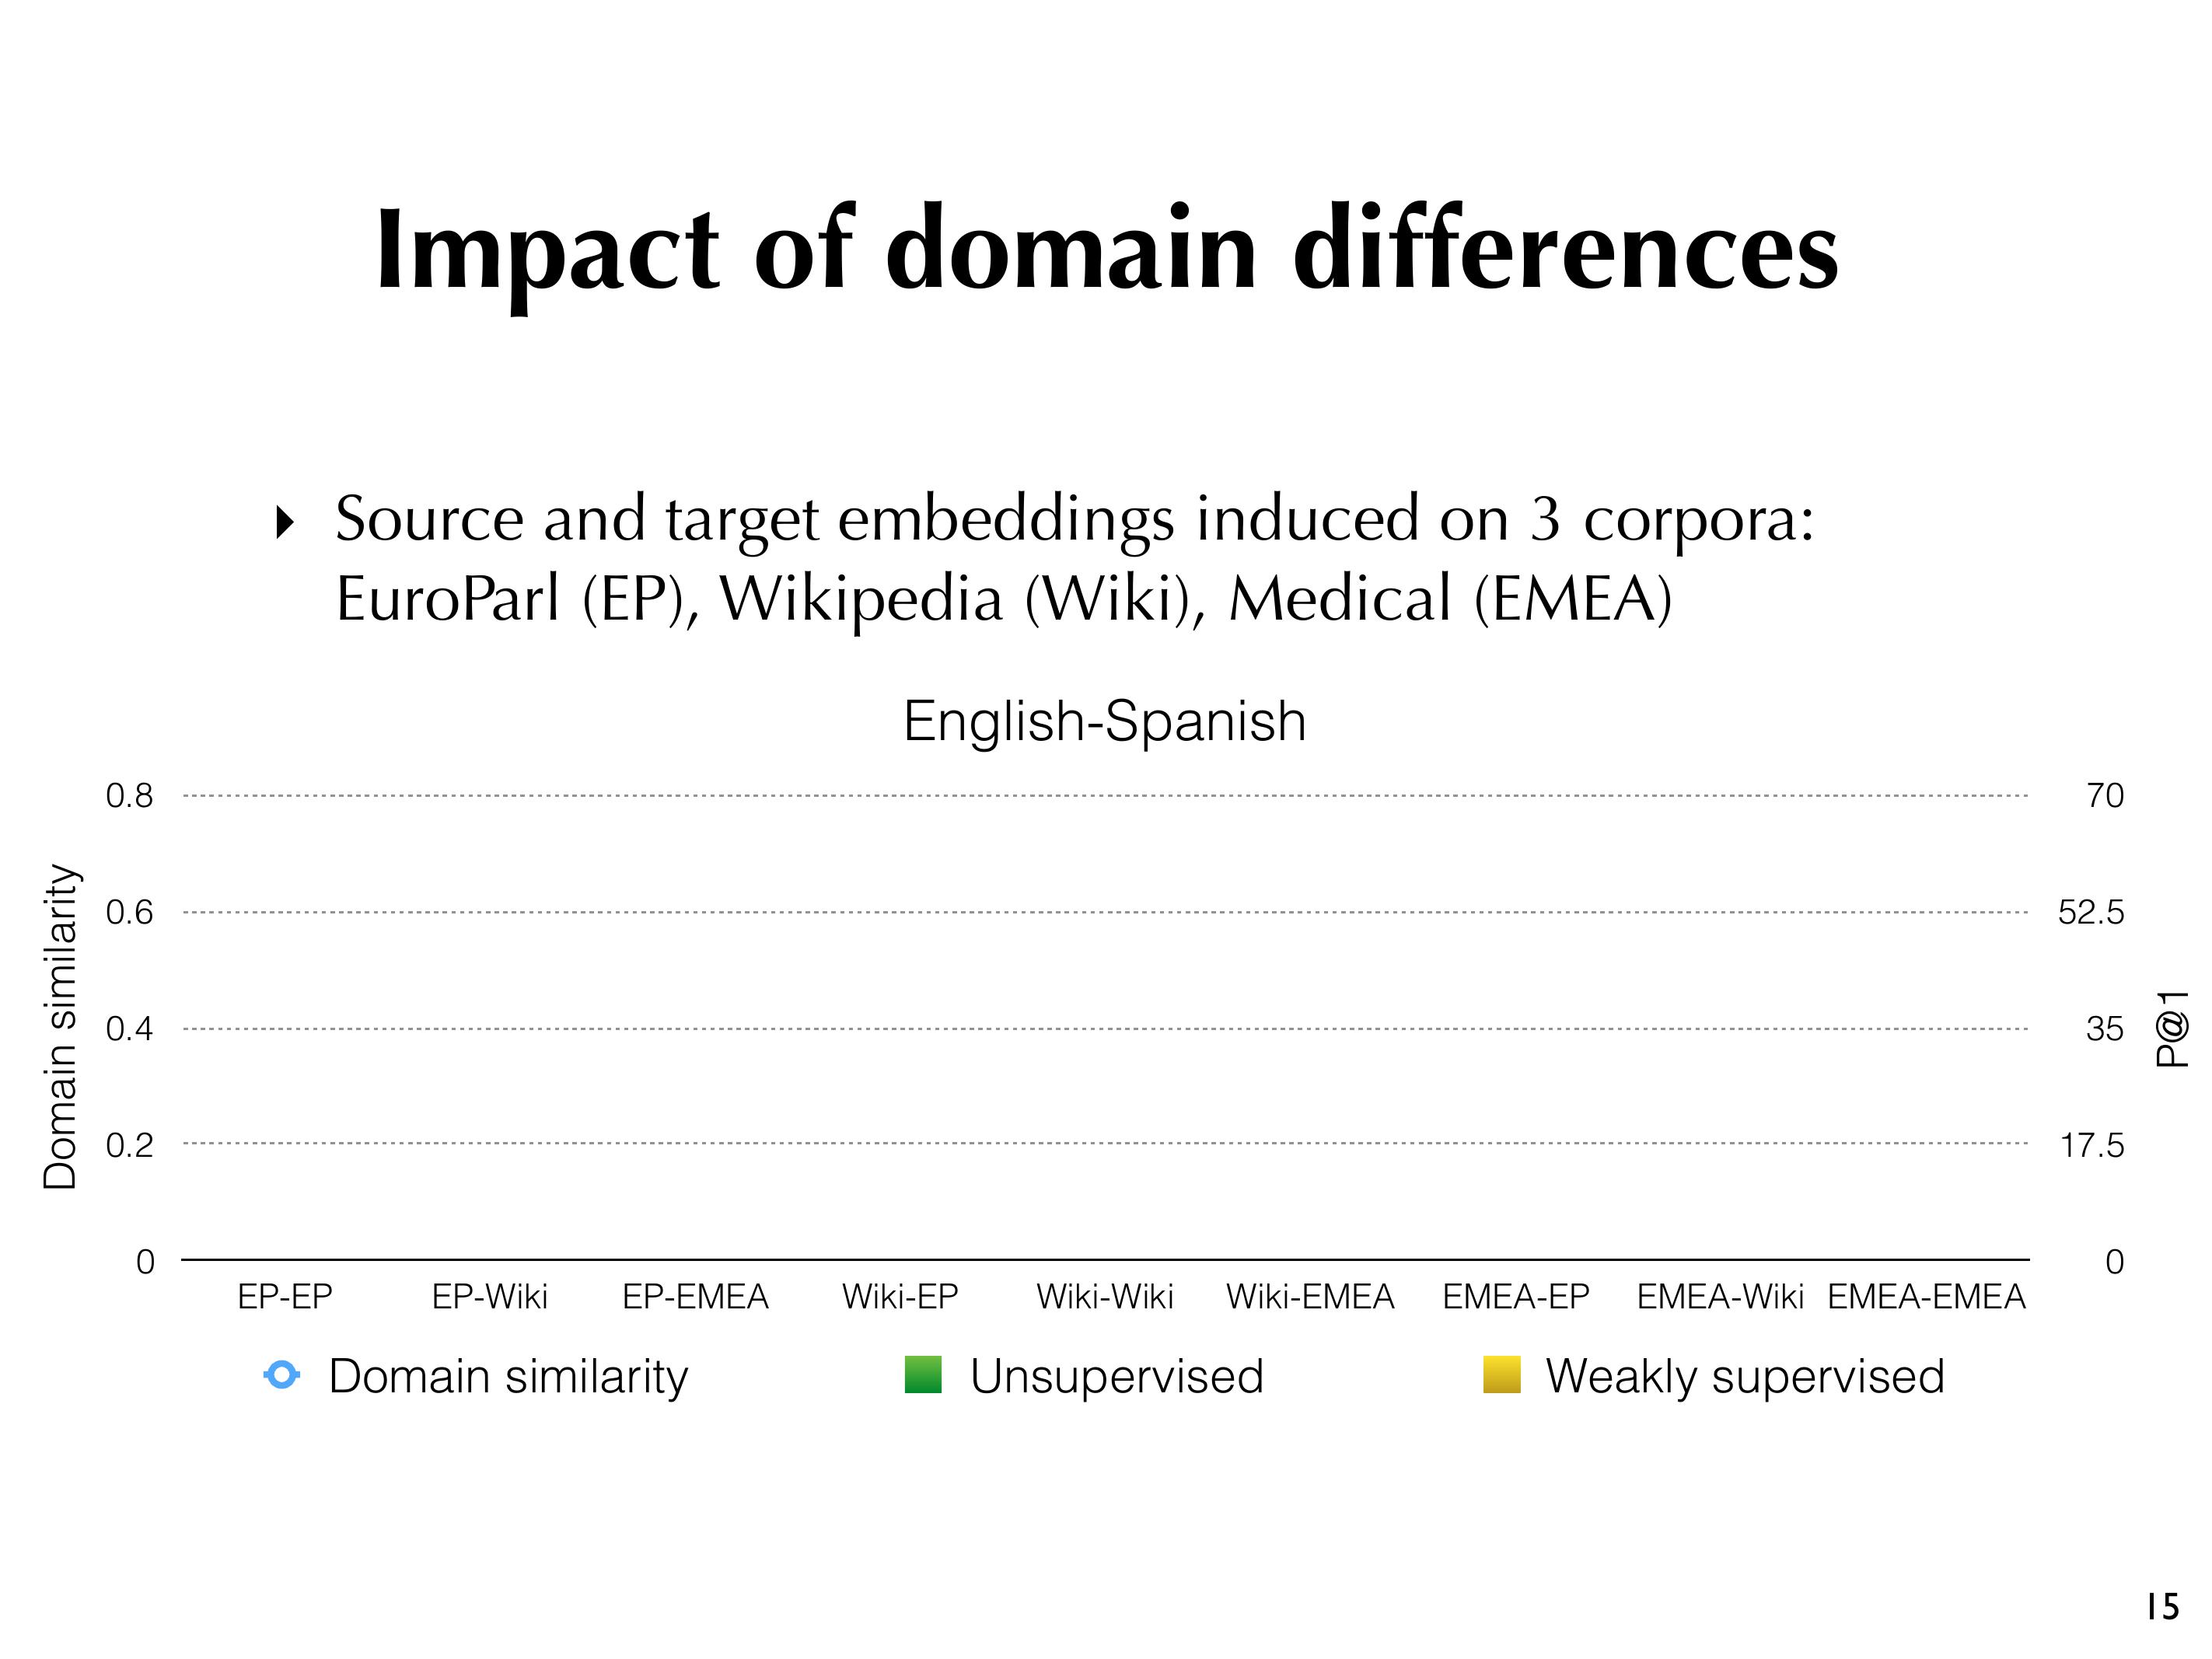 Impact of domain differences
Source and target embeddings induced on 3 corpora:
EuroParl (EP), Wikipedia (Wiki), Medical (EMEA)
English-Spanish
Domain similarity
0.8
0.6
0.4
0.2
0
70
52.5
35
17.5
0
P@1
EP-EP EP-Wiki EP-EMEA Wiki-EP Wiki-Wiki Wiki-EMEA EMEA-EP EMEA-Wiki EMEA-EMEA
Domain similarity Unsupervised Weakly supervised
15